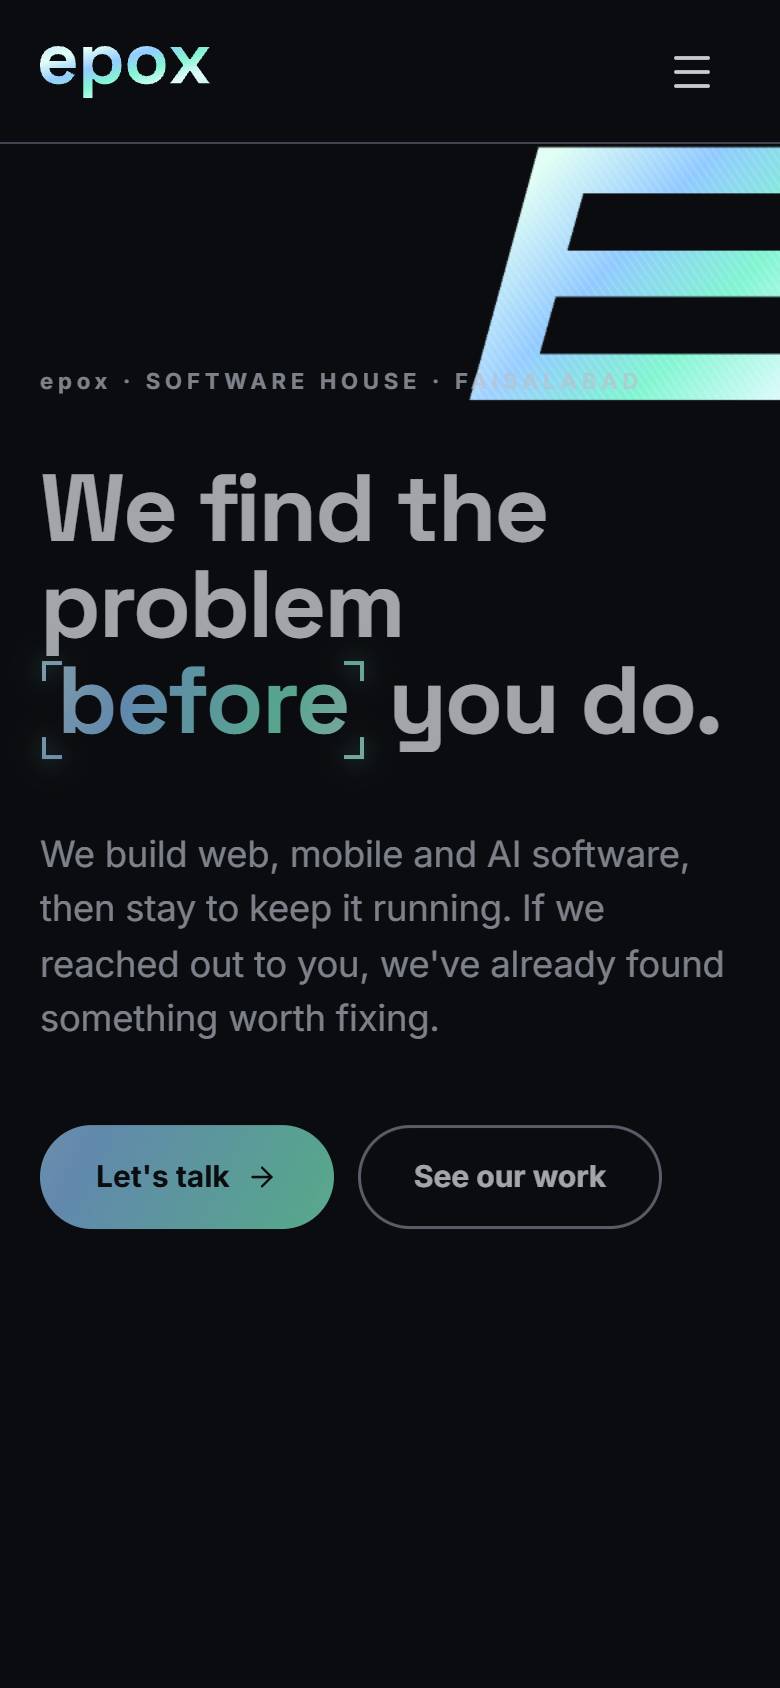 epox
E
epox · SOFTWARE HOUSE · FAISALABAD
We find the
problem
before you do.
We build web, mobile and AI software,
then stay to keep it running. If we
reached out to you, we've already found
something worth fixing.
Let's talk →
See our work